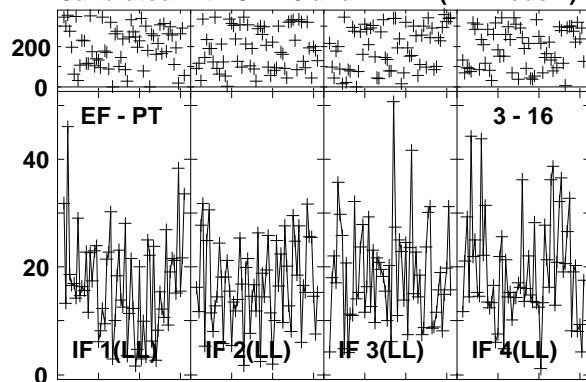 200
0
EF - PT
3 - 16
40
20
0
IF 1(LL)
IF 2(LL)
IF 3(LL)
IF 4(LL)